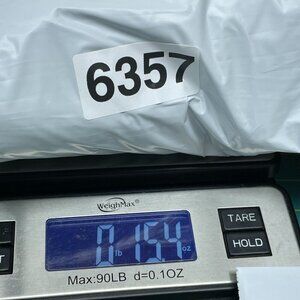 6357
WeighMax®
TARE
0 lb 15.4 oz
HOLD
T
Max:90LB d=0.1OZ